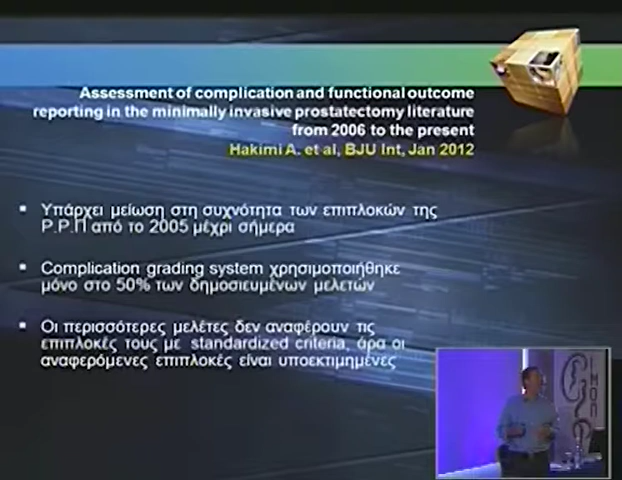 Assessment of complication and functional outcome
reporting in the minimally invasive prostatectomy literature
from 2006 to the present
Hakimi A. et al, BJU Int, Jan 2012
Υπάρχει μείωση στη συχνότητα των επιπλοκών της
Ρ.Ρ.Π από το 2005 μέχρι σήμερα
Complication grading system χρησιμοποιήθηκε
μόνο στο 50% των δημοσιευμένων μελετών
Οι περισσότερες μελέτες δεν αναφέρουν τις
επιπλοκές τους με standardized criteria, άρα οι
αναφερόμενες επιπλοκές είναι υποεκτιμημένες